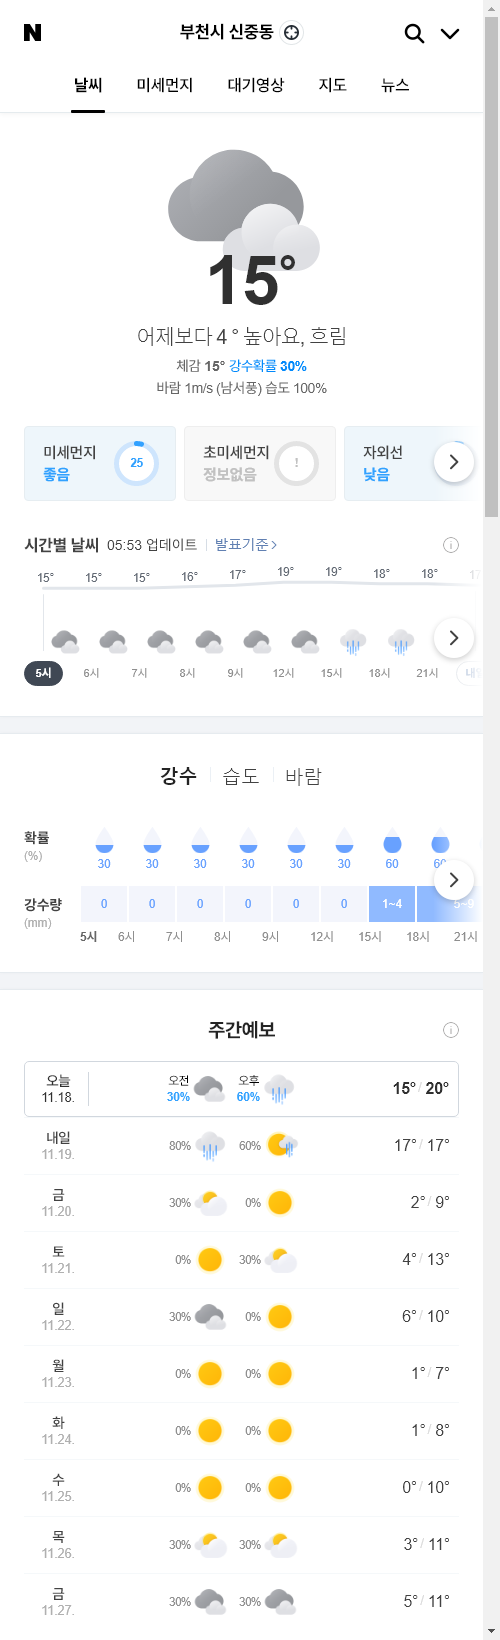 N
부천시 신중동
날씨 미세먼지 대기영상 지도 뉴스
15°
어제보다 4 ° 높아요, 흐림
체감 15° 강수확률 30%
바람 1m/s (남서풍) 습도 100%
미세먼지 좋음 25
초미세먼지 정보없음 !
자외선 낮음
시간별 날씨 05:53 업데이트 발표기준 >
15° 15° 15° 16° 17° 19° 19° 18° 18° 17
5시 6시 7시 8시 9시 12시 15시 18시 21시 내일
강수 습도 바람
확률
(%)
30 30 30 30 30 30 60 60
강수량
(mm)
0 0 0 0 0 0 1~4 5~9
5시 6시 7시 8시 9시 12시 15시 18시 21시
주간예보
오늘 11.18. 오전 30% 오후 60% 15° / 20°
내일 11.19. 80% 60% 17° / 17°
금 11.20. 30% 0% 2° / 9°
토 11.21. 0% 30% 4° / 13°
일 11.22. 30% 0% 6° / 10°
월 11.23. 0% 0% 1° / 7°
화 11.24. 0% 0% 1° / 8°
수 11.25. 0% 0% 0° / 10°
목 11.26. 30% 30% 3° / 11°
금 11.27. 30% 30% 5° / 11°